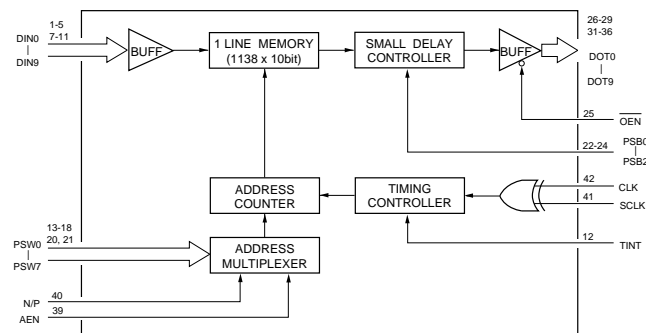 1-5
7-11
DIN0
|
DIN9
BUFF
1 LINE MEMORY
(1138 x 10bit)
SMALL DELAY
CONTROLLER
BUFF
26-29
31-36
DOT0
|
DOT9
25
OEN
22-24
PSB0
|
PSB2
42
CLK
41
SCLK
ADDRESS
COUNTER
TIMING
CONTROLLER
12
TINT
13-18
20, 21
PSW0
|
PSW7
ADDRESS
MULTIPLEXER
40
N/P
39
AEN